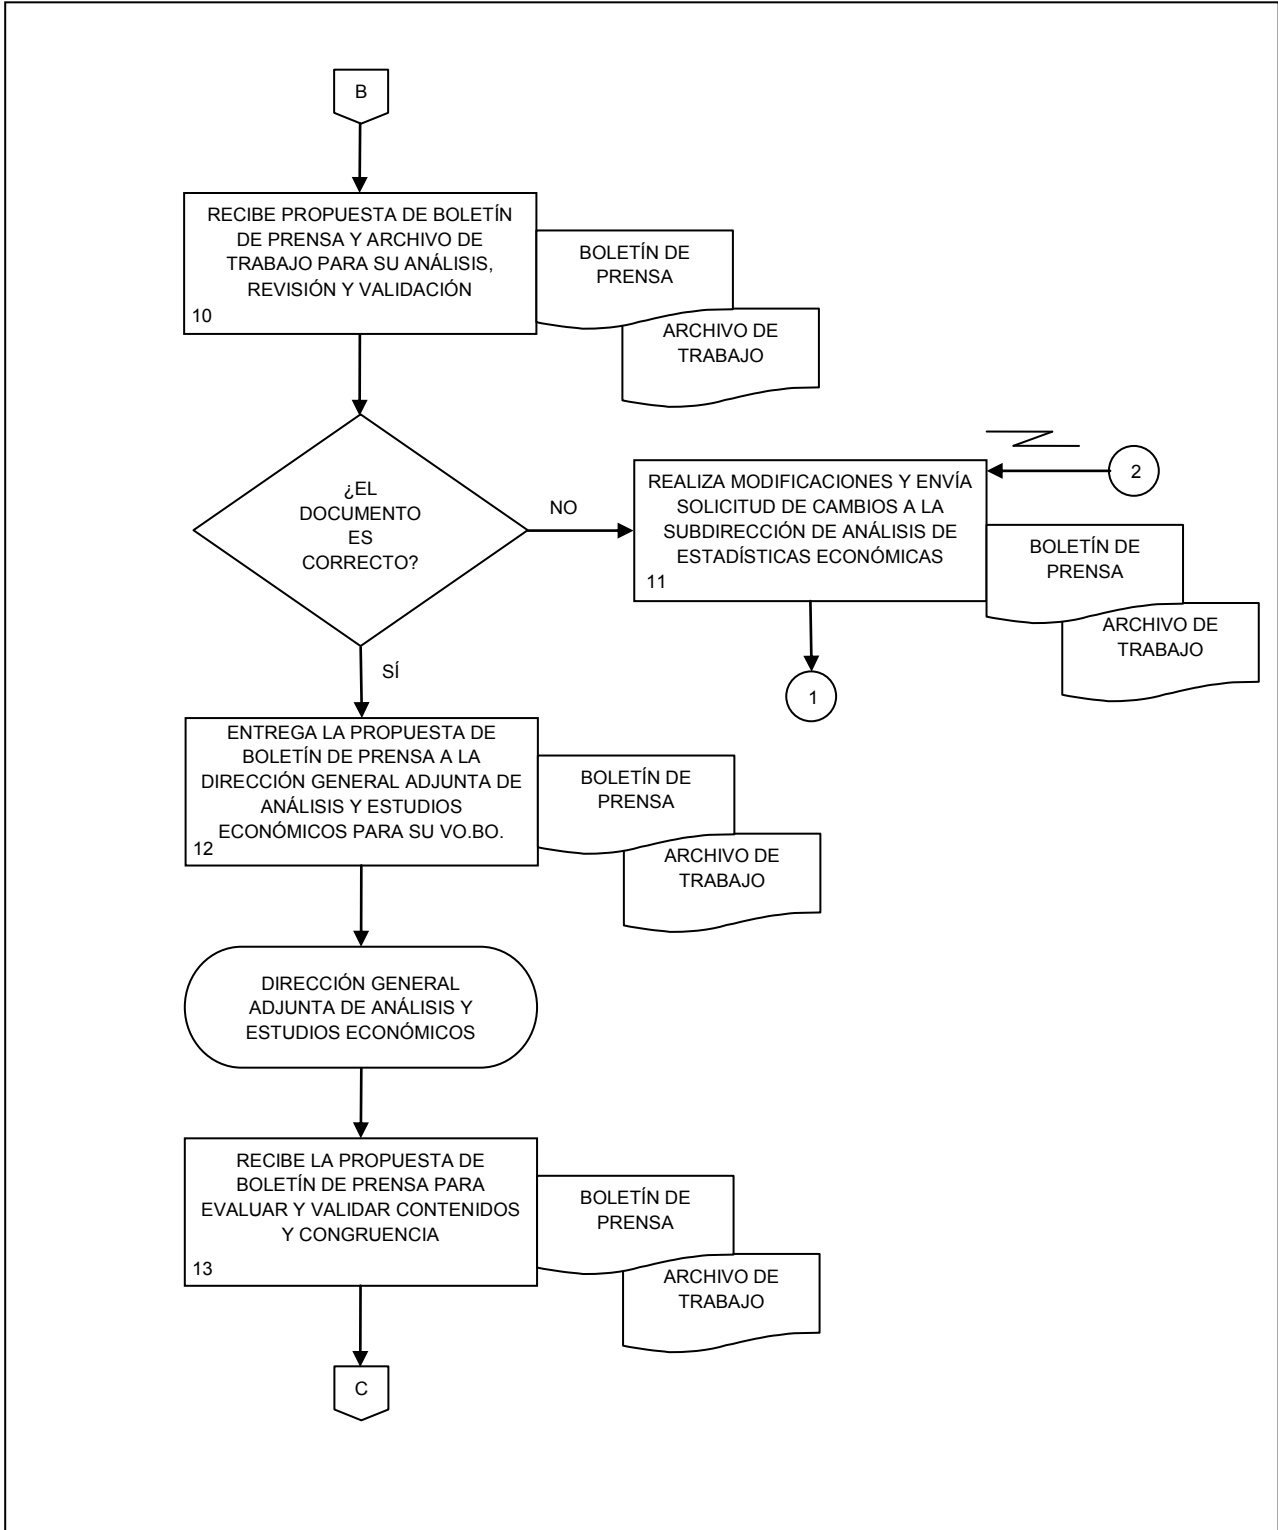 B
RECIBE PROPUESTA DE BOLETÍN
DE PRENSA Y ARCHIVO DE
TRABAJO PARA SU ANÁLISIS,
REVISIÓN Y VALIDACIÓN
10
BOLETÍN DE
PRENSA
ARCHIVO DE
TRABAJO
¿EL
DOCUMENTO
ES
CORRECTO?
NO
REALIZA MODIFICACIONES Y ENVÍA
SOLICITUD DE CAMBIOS A LA
SUBDIRECCIÓN DE ANÁLISIS DE
ESTADÍSTICAS ECONÓMICAS
11
2
BOLETÍN DE
PRENSA
ARCHIVO DE
TRABAJO
1
SÍ
ENTREGA LA PROPUESTA DE
BOLETÍN DE PRENSA A LA
DIRECCIÓN GENERAL ADJUNTA DE
ANÁLISIS Y ESTUDIOS
ECONÓMICOS PARA SU VO.BO.
12
BOLETÍN DE
PRENSA
ARCHIVO DE
TRABAJO
DIRECCIÓN GENERAL
ADJUNTA DE ANÁLISIS Y
ESTUDIOS ECONÓMICOS
RECIBE LA PROPUESTA DE
BOLETÍN DE PRENSA PARA
EVALUAR Y VALIDAR CONTENIDOS
Y CONGRUENCIA
13
BOLETÍN DE
PRENSA
ARCHIVO DE
TRABAJO
C